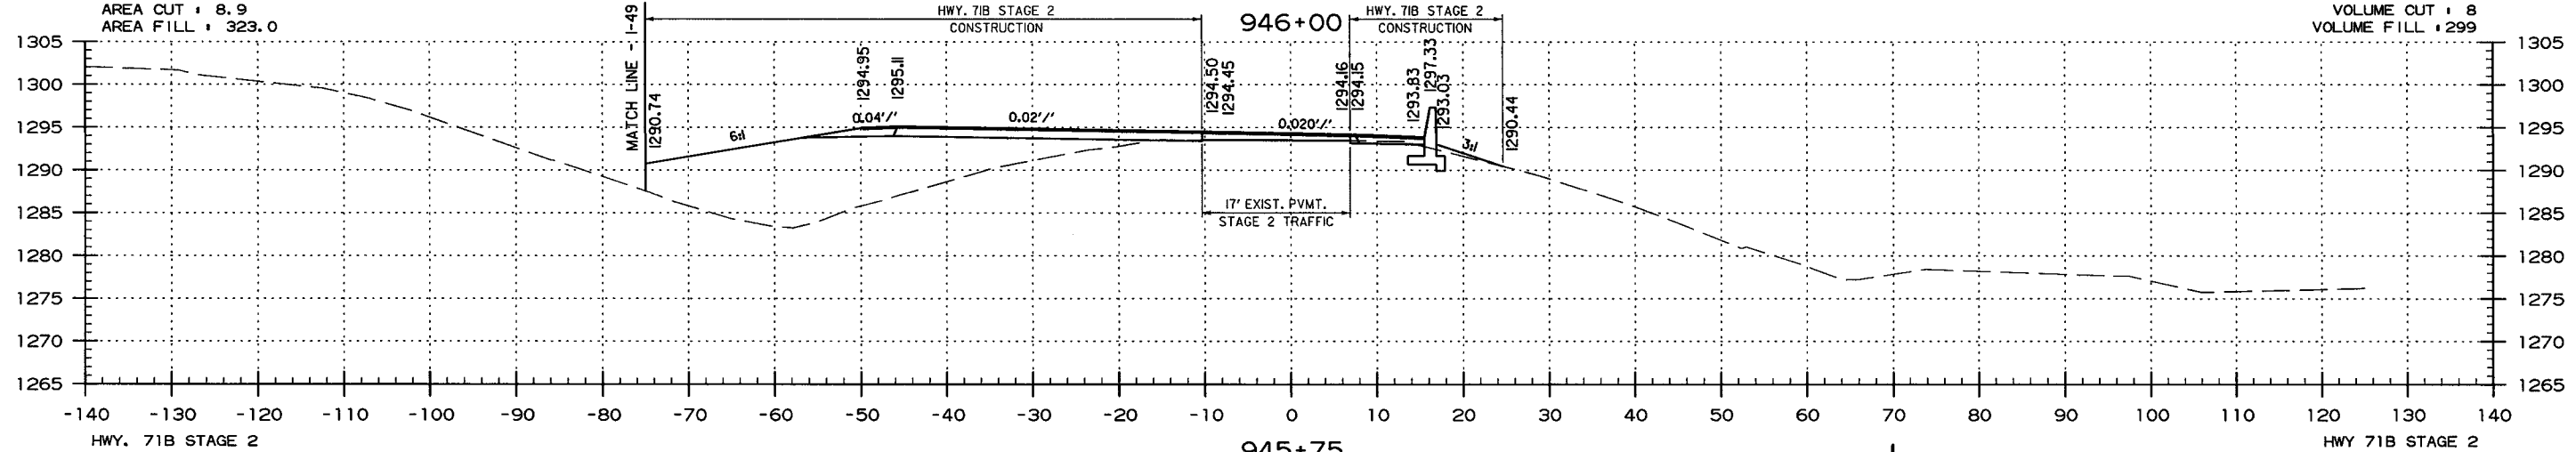 AREA CUT : 8.9
AREA FILL : 323.0
HWY. 71B STAGE 2
CONSTRUCTION
946+00
HWY. 71B STAGE 2
CONSTRUCTION
VOLUME CUT : 8
VOLUME FILL : 299
MATCH LINE - I-49
1290.74
1294.95
1295.11
1294.50
1294.45
1294.16
1294.15
1293.83
1297.33
1293.03
1290.44
6:1
0.04'/'
0.02'/'
0.020'/'
3:1
17' EXIST. PVMT.
STAGE 2 TRAFFIC
1305 1305
1300 1300
1295 1295
1290 1290
1285 1285
1280 1280
1275 1275
1270 1270
1265 1265
-140 -130 -120 -110 -100 -90 -80 -70 -60 -50 -40 -30 -20 -10 0 10 20 30 40 50 60 70 80 90 100 110 120 130 140
HWY. 71B STAGE 2
945+75
HWY 71B STAGE 2